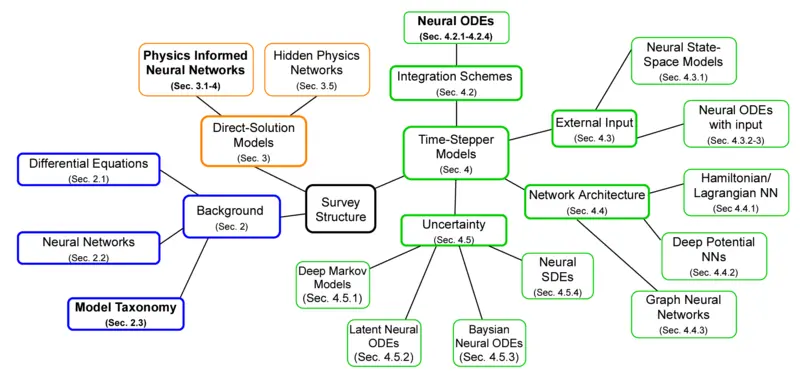 Neural ODEs
(Sec. 4.2.1-4.2.4)
Physics Informed
Neural Networks
(Sec. 3.1-4)
Hidden Physics
Networks
(Sec. 3.5)
Integration Schemes
(Sec. 4.2)
Neural State-
Space Models
(Sec. 4.3.1)
Direct-Solution
Models
(Sec. 3)
External Input
(Sec. 4.3)
Neural ODEs
with input
(Sec. 4.3.2-3)
Time-Stepper
Models
(Sec. 4)
Differential Equations
(Sec. 2.1)
Hamiltonian/
Lagrangian NN
(Sec 4.4.1)
Background
(Sec. 2)
Survey
Structure
Network Architecture
(Sec. 4.4)
Uncertainty
(Sec. 4.5)
Neural Networks
(Sec. 2.2)
Deep Potential
NNs
(Sec. 4.4.2)
Deep Markov
Models
(Sec. 4.5.1)
Neural
SDEs
(Sec. 4.5.4)
Model Taxonomy
(Sec. 2.3)
Graph Neural
Networks
(Sec. 4.4.3)
Latent Neural
ODEs
(Sec. 4.5.2)
Baysian
Neural ODEs
(Sec. 4.5.3)